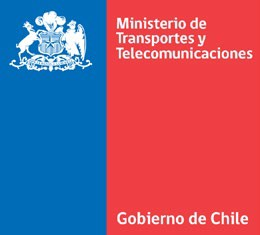 Ministerio de
Transportes y
Telecomunicaciones
Gobierno de Chile